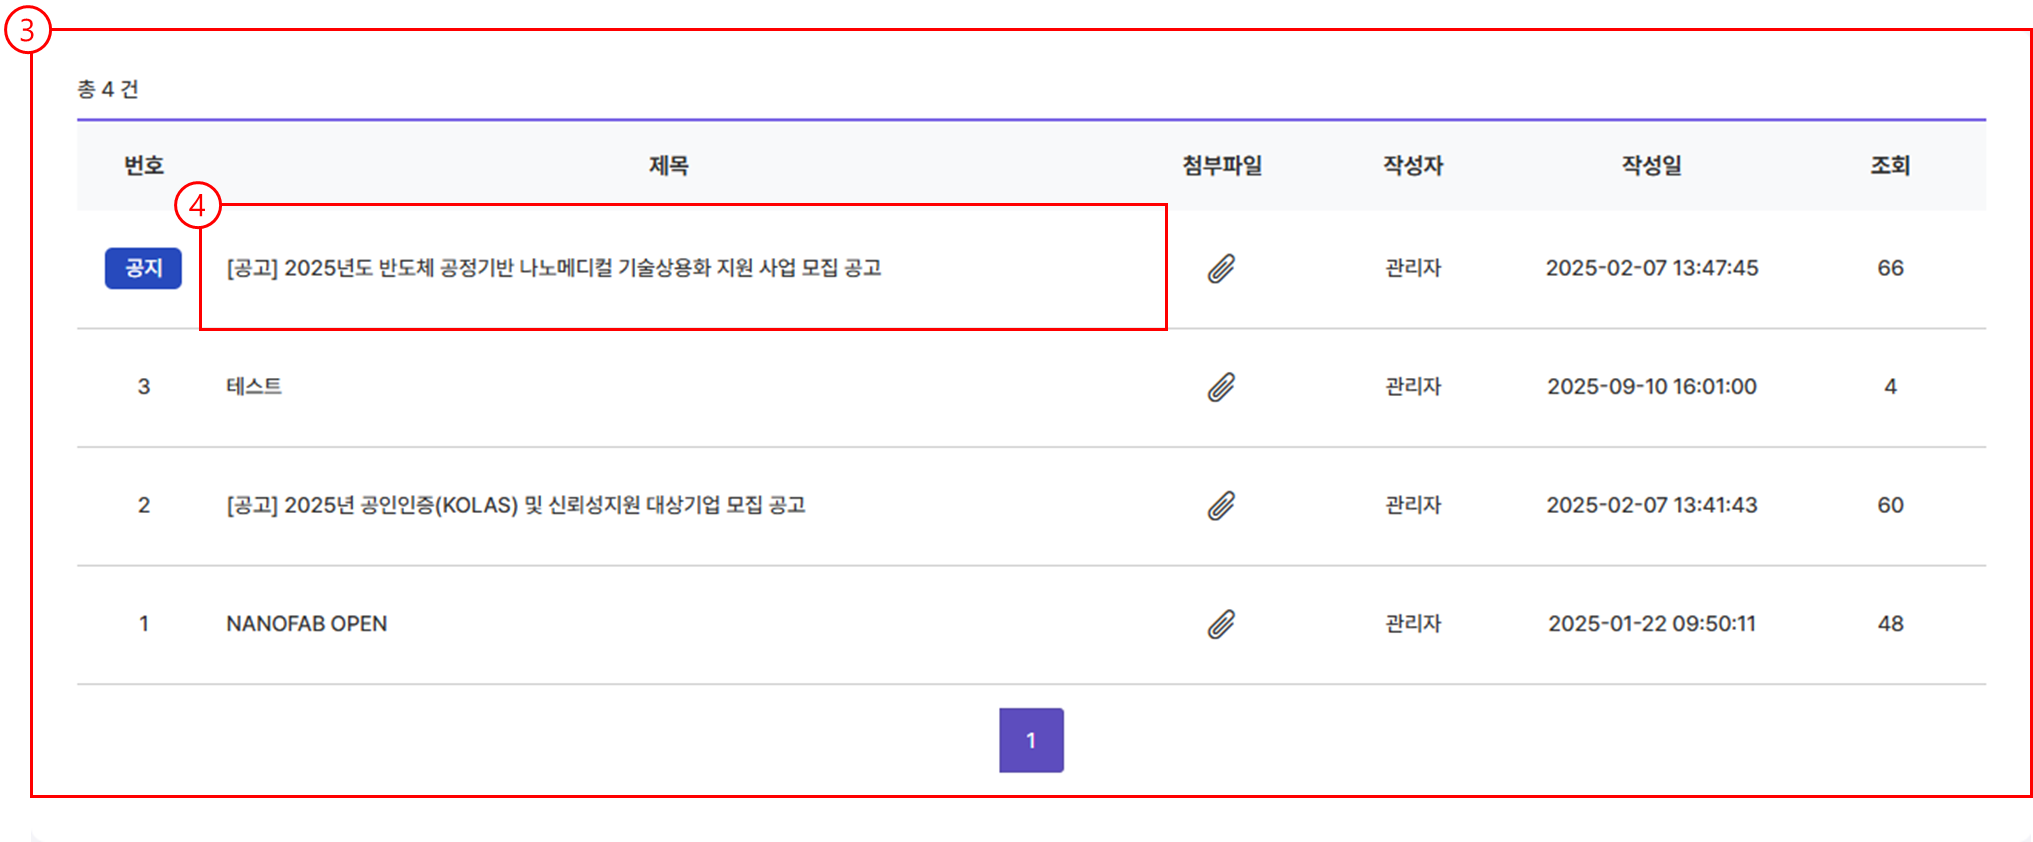 3
총 4 건
번호 제목 첨부파일 작성자 작성일 조회
4
공지 [공고] 2025년도 반도체 공정기반 나노메디컬 기술상용화 지원 사업 모집 공고 관리자 2025-02-07 13:47:45 66
3 테스트 관리자 2025-09-10 16:01:00 4
2 [공고] 2025년 공인인증(KOLAS) 및 신뢰성지원 대상기업 모집 공고 관리자 2025-02-07 13:41:43 60
1 NANOFAB OPEN 관리자 2025-01-22 09:50:11 48
1